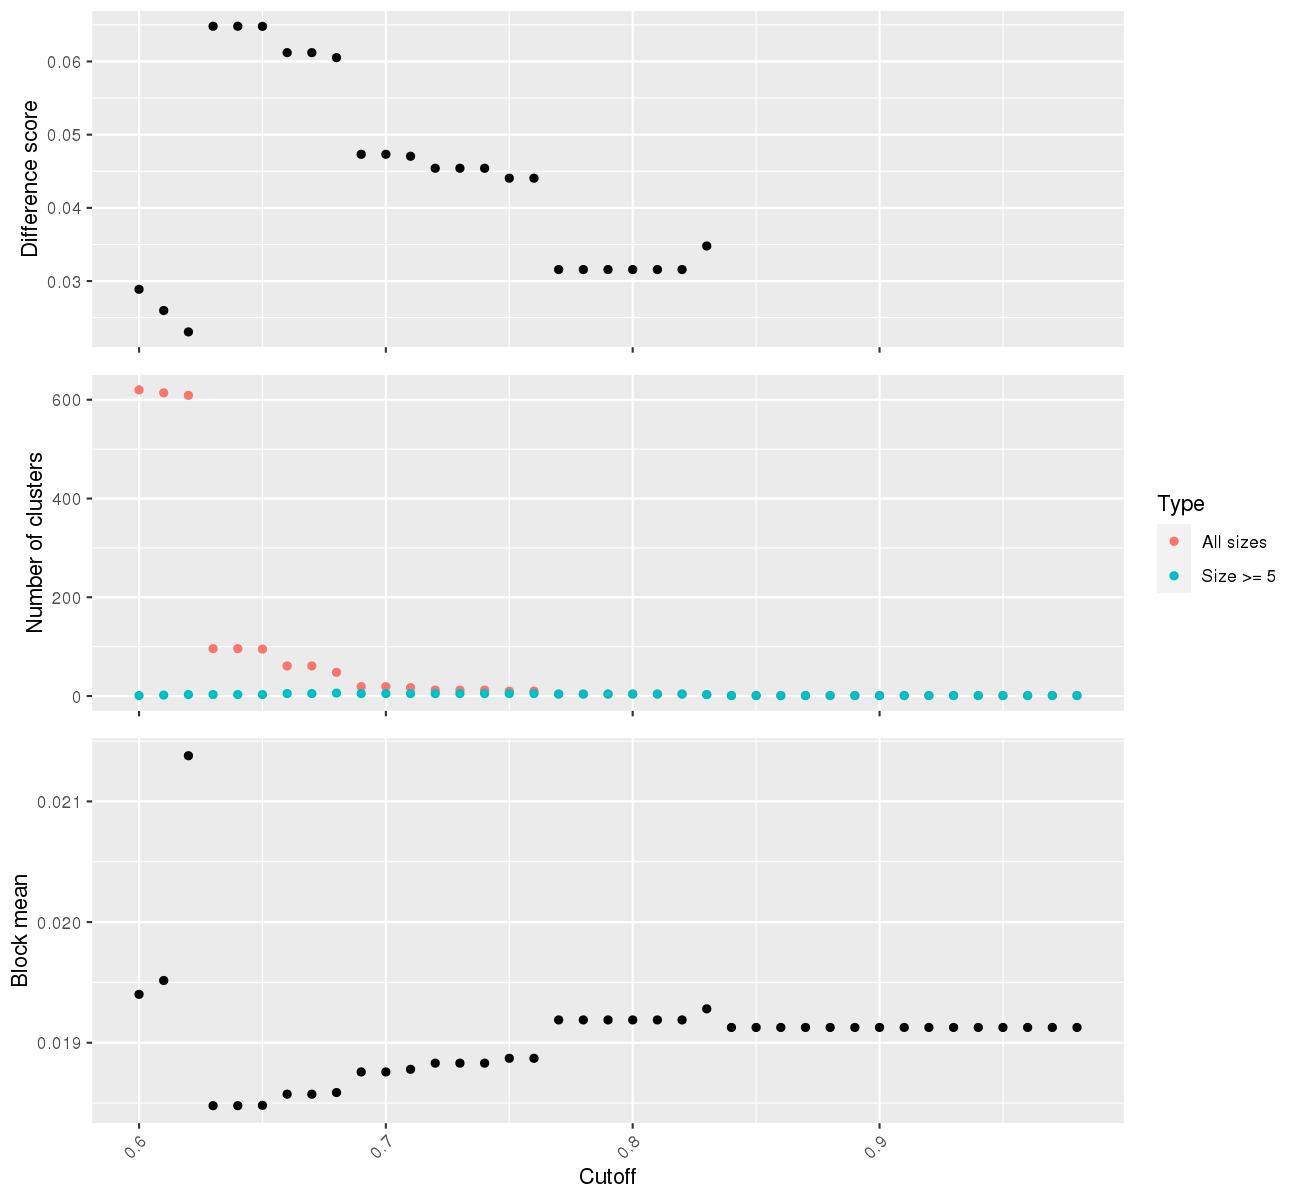 Difference score
0.06
0.05
0.04
0.03
Number of clusters
600
400
200
0
Type
All sizes
Size >= 5
Block mean
0.021
0.020
0.019
0.6
0.7
0.8
0.9
Cutoff